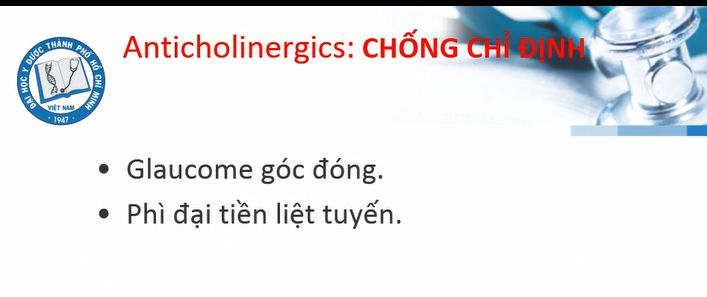 Anticholinergics: CHỐNG CHỈ ĐỊNH
ĐẠI HỌC Y DƯỢC THÀNH PHỐ HỒ CHÍ MINH
VIỆT NAM
• 1947 •
• Glaucome góc đóng.
• Phì đại tiền liệt tuyến.